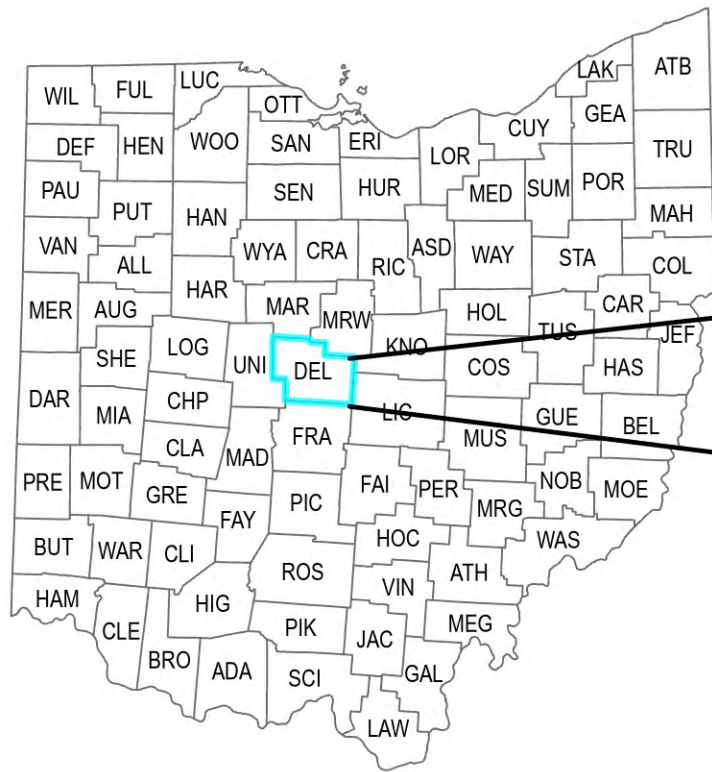 LAK
ATB
LUC
FUL
WIL
OTT
GEA
CUY
ERI
WOO
SAN
HEN
DEF
TRU
LOR
POR
SUM
MED
SEN
HUR
PAU
PUT
HAN
MAH
VAN
WYA
CRA
ASD
WAY
STA
COL
ALL
RIC
HAR
MAR
CAR
HOL
MER
AUG
MRW
TUS
JEF
KNO
LOG
SHE
UNI
DEL
COS
HAS
DAR
CHP
MIA
LIC
GUE
BEL
FRA
MUS
CLA
MAD
PRE
MOT
FAI
PER
NOB
MOE
GRE
PIC
MRG
FAY
HOC
WAS
BUT
WAR
CLI
ROS
ATH
VIN
HAM
HIG
MEG
CLE
PIK
JAC
BRO
ADA
SCI
GAL
LAW